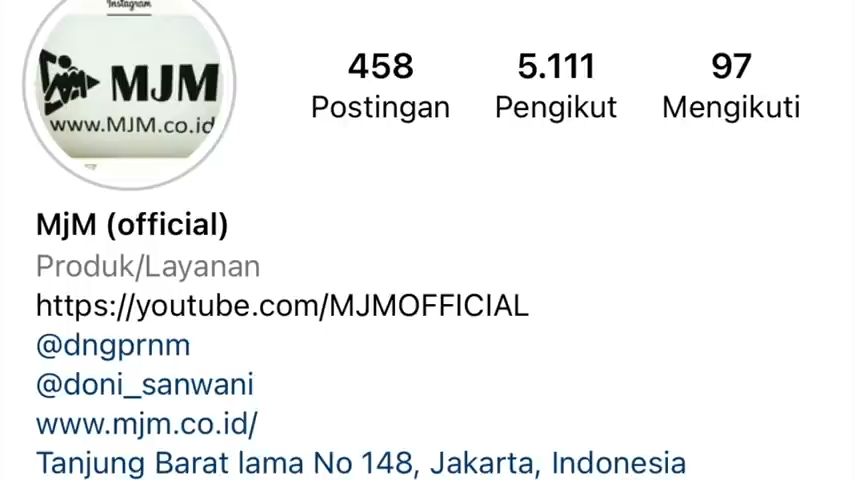 Instagram
MJM
www.MJM.co.id
458 5.111 97
Postingan Pengikut Mengikuti
MjM (official)
Produk/Layanan
https://youtube.com/MJMOFFICIAL
@dngprnm
@doni_sanwani
www.mjm.co.id/
Tanjung Barat lama No 148, Jakarta, Indonesia